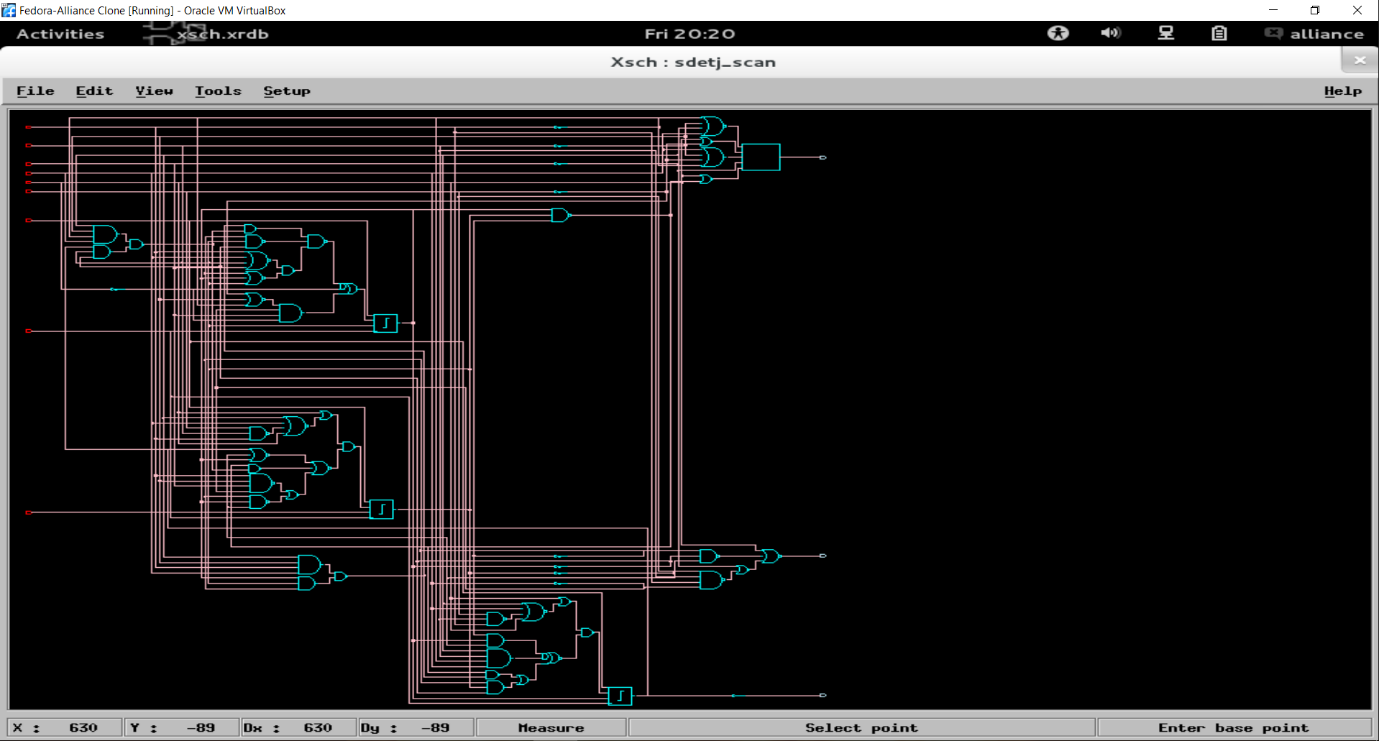 Fedora-Alliance Clone [Running] - Oracle VM VirtualBox
Activities xsch.xrdb Fri 20:20 alliance
Xsch : sdetj_scan
File Edit View Tools Setup Help
X : 630 Y : -89 Dx : 630 Dy : -89 Measure Select point Enter base point